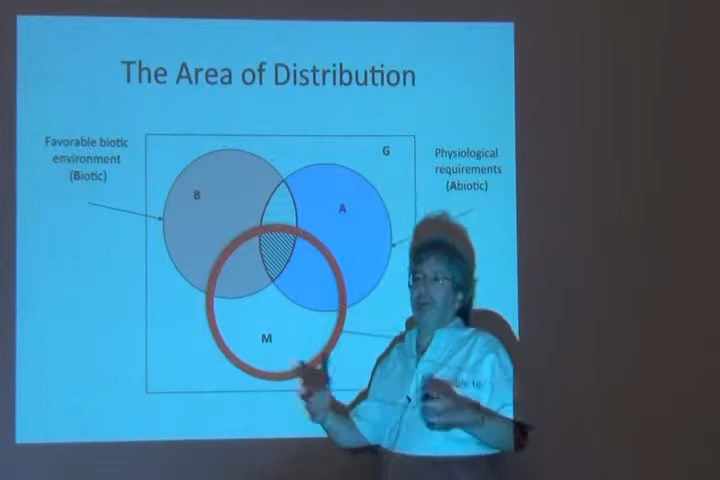 The Area of Distribution
Favorable biotic
environment
(Biotic)
G
Physiological
requirements
(Abiotic)
B
A
M